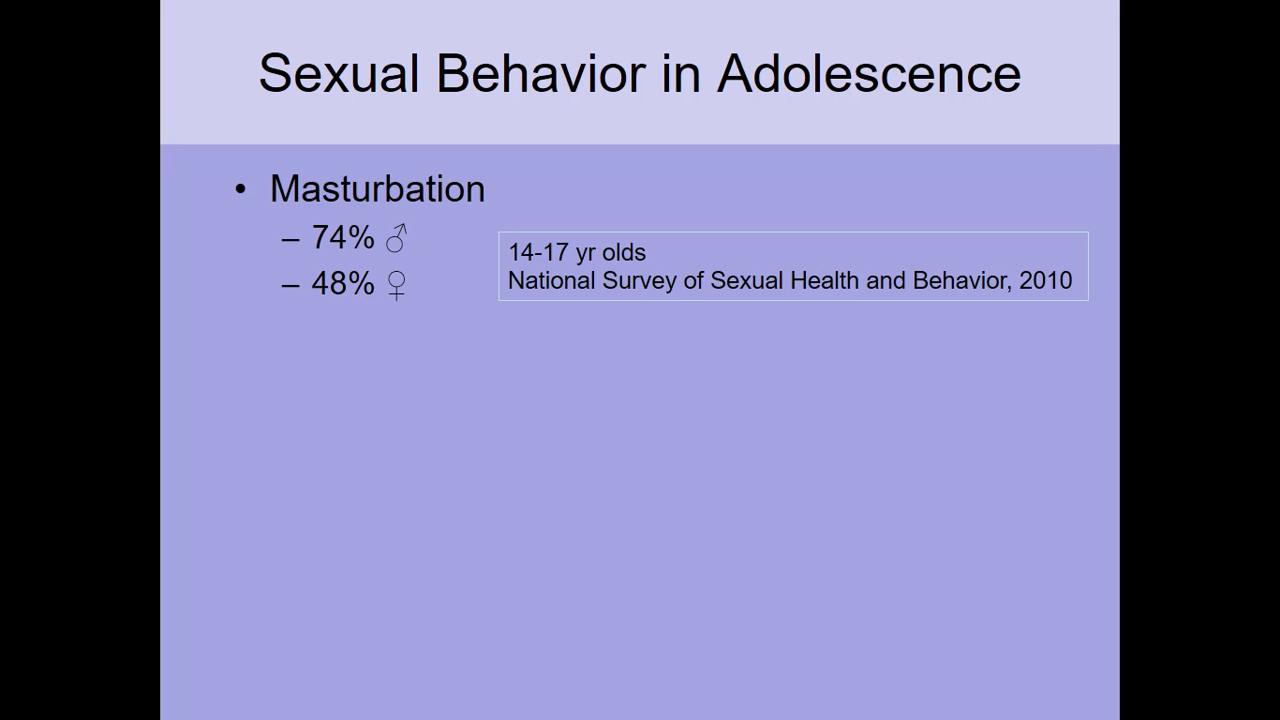 Sexual Behavior in Adolescence
• Masturbation
– 74% ♂
– 48% ♀
14-17 yr olds
National Survey of Sexual Health and Behavior, 2010